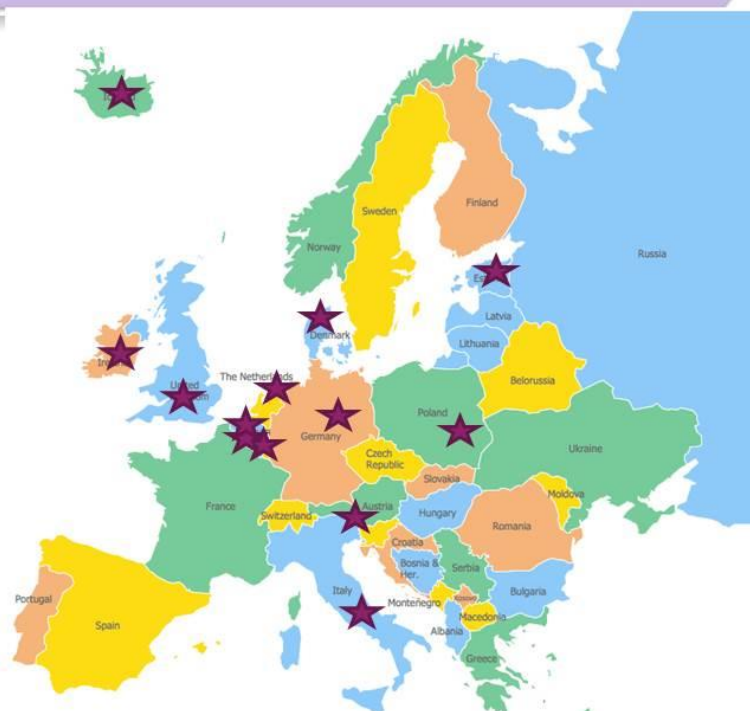 Finland
Sweden
Norway
Russia
Latvia
Denmark
Lithuania
The Netherlands
United
Belorussia
Poland
Germany
Ukraine
Czech
Republic
Slovakia
Moldova
France
Austria
Switzerland
Hungary
Romania
Croatia
Bosnia &
Her.
Serbia
Italy
Bulgaria
Portugal
Kosovo
Montenegro
Macedonia
Spain
Albania
Greece